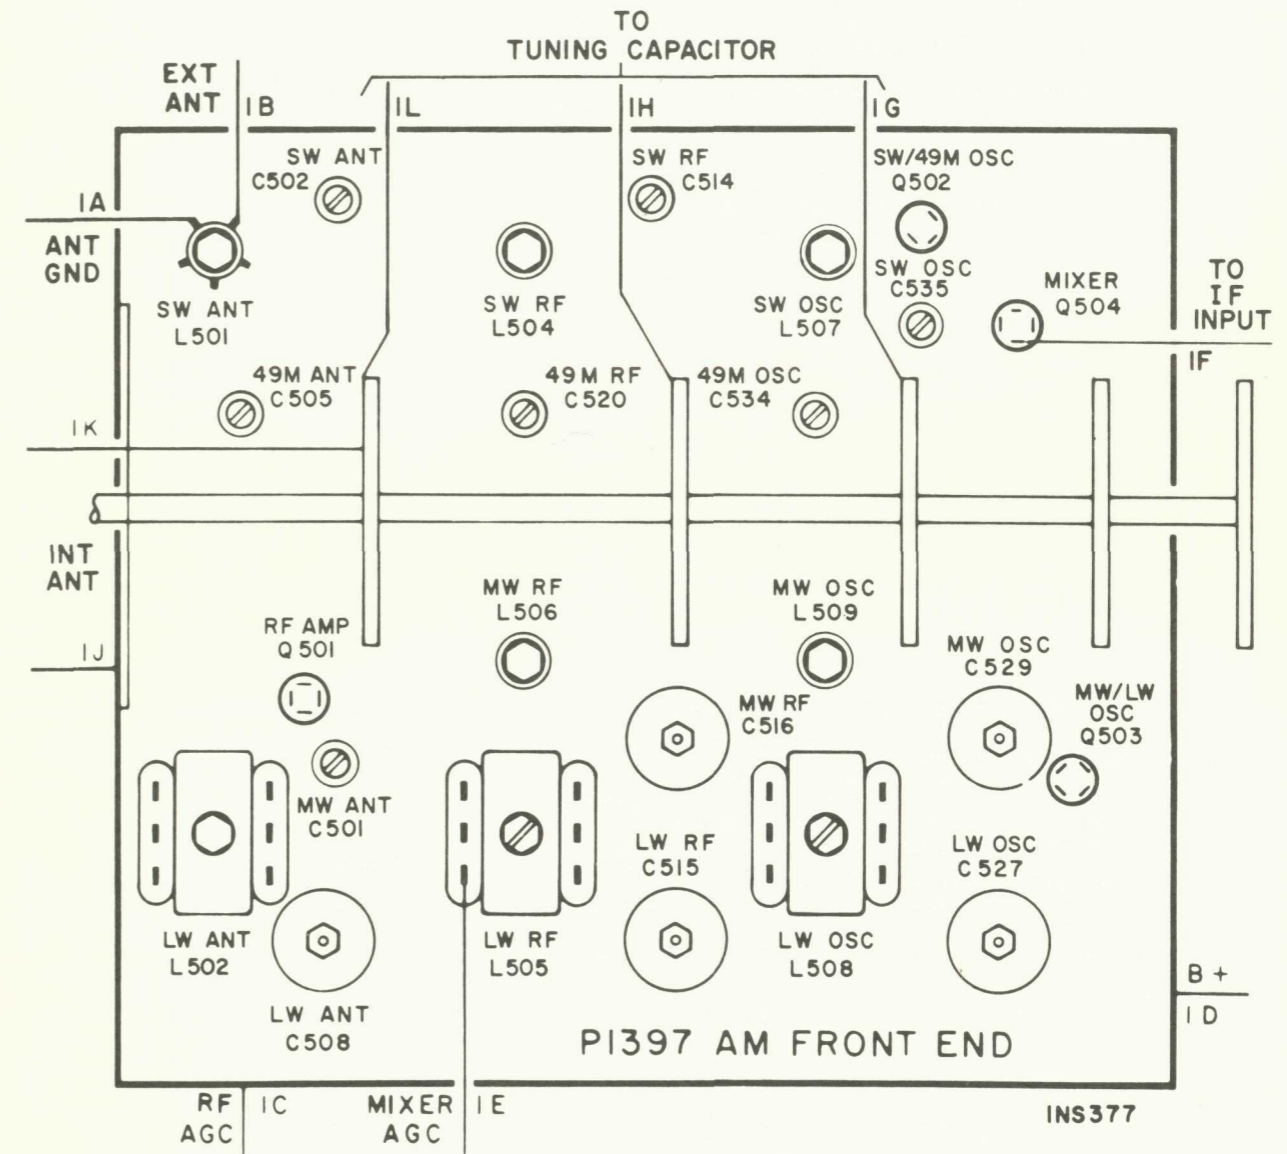 TO
TUNING CAPACITOR
EXT
ANT
1B
1L
1H
1G
SW ANT
C502
SW RF
C514
SW/49M OSC
Q502
1A
ANT
GND
SW ANT
L501
SW RF
L504
SW OSC
L507
SW OSC
C535
MIXER
Q504
TO
IF
INPUT
1F
49M ANT
C505
49M RF
C520
49M OSC
C534
1K
INT
ANT
1J
RF AMP
Q501
MW RF
L506
MW OSC
L509
MW OSC
C529
MW RF
C516
MW/LW
OSC
Q503
MW ANT
C501
LW RF
C515
LW OSC
C527
LW ANT
L502
LW RF
L505
LW OSC
L508
LW ANT
C508
B +
1D
P1397 AM FRONT END
RF
AGC
1C
MIXER
AGC
1E
INS377